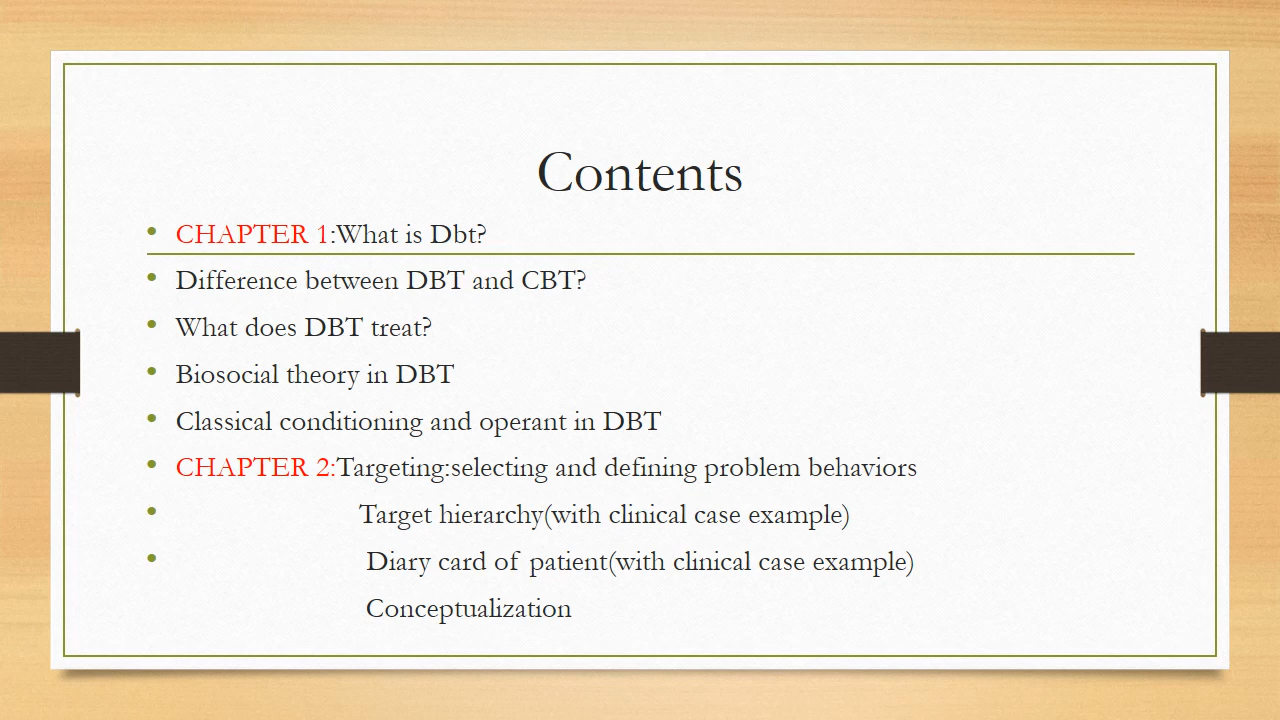 Contents
• CHAPTER 1:What is Dbt?
• Difference between DBT and CBT?
• What does DBT treat?
• Biosocial theory in DBT
• Classical conditioning and operant in DBT
• CHAPTER 2:Targeting:selecting and defining problem behaviors
• Target hierarchy(with clinical case example)
• Diary card of patient(with clinical case example)
Conceptualization